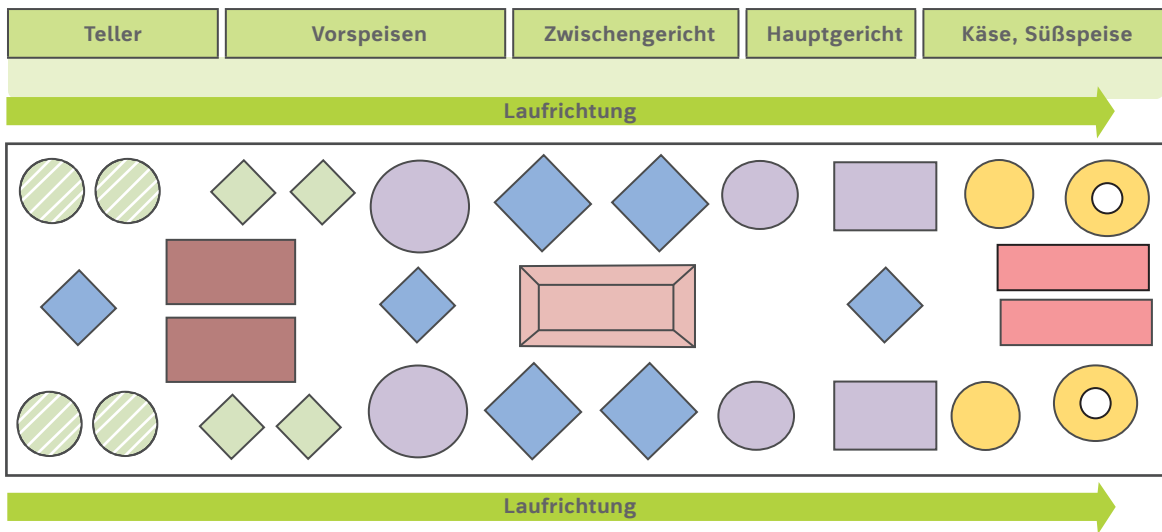 Teller
Vorspeisen
Zwischengericht
Hauptgericht
Käse, Süßspeise
Laufrichtung
Laufrichtung